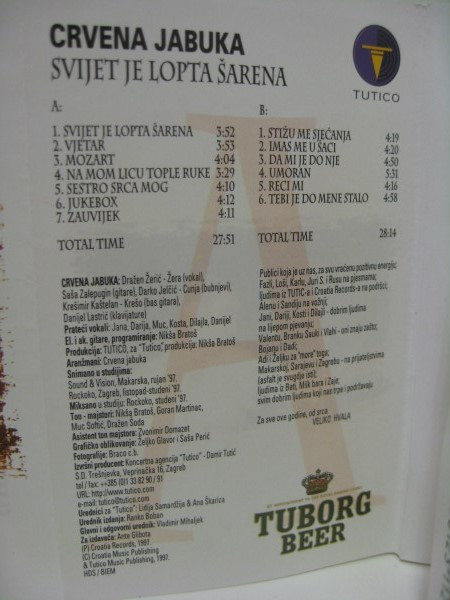 CRVENA JABUKA
SVIJET JE LOPTA ŠARENA
TUTICO
A:
1. SVIJET JE LOPTA ŠARENA 3:52
2. VJETAR 3:53
3. MOZART 4:04
4. NA MOM LICU TOPLE RUKE 3:29
5. SESTRO SRCA MOG 4:10
6. JUKEBOX 4:12
7. ZAUVIJEK 4:11
TOTAL TIME 27:51
B:
1. STIŽU ME SJEĆANJA 4:19
2. IMAS ME U ŠACI 4:20
3. DA MI JE DO NJE 4:50
4. UMORAN 5:31
5. RECI MI 4:16
6. TEBI JE DO MENE STALO 4:58
TOTAL TIME 28:14
CRVENA JABUKA: Dražen Žerić - Žera (vokal),
Saša Zalepugin (gitare), Darko Jelčić - Cunja (bubnjevi),
Krešimir Kaštelan - Krešo (bas gitara),
Danijel Lastrić (klavijature)
Prateći vokali: Jana, Darija, Muc, Kosta, Dilajla, Danijel
El. i ak. gitare, programiranje: Nikša Bratoš
Produkcija: TUTICO, za "Tutico", produkcija: Nikša Bratoš
Aranžmani: Crvena jabuka
Snimano u studijima:
Sound & Vision, Makarska, rujan '97.
Rockoko, Zagreb, listopad-studeni '97.
Miksano u studiju: Rockoko, studeni '97.
Ton - majstori: Nikša Bratoš, Goran Martinac,
Muc Softić, Dražen Soda
Asistent ton majstora: Zvonimir Domazet
Grafičko oblikovanje: Željko Glavor i Saša Perić
Fotografije: Braco c.b.
Izvršni producent: Koncertna agencija "Tutico" - Damir Tutić
S.D. Trešnjevka, Veprinačka 16, Zagreb
tel / fax: ++385 (0)1 33 82 90 / 91
URL: http://www.tutico.com
e-mail: tutico@tutico.com
Urednici za "Tutico": Lidija Samardžija & Ana Škarica
Urednik izdanja: Ranko Boban
Glavni i odgovorni urednik: Vladimir Mihaljek
Za izdavača: Ante Glibota
(P) Croatia Records, 1997.
(C) Croatia Music Publishing
& Tutico Music Publishing, 1997.
HDS / BIEM
Publici koja je uz nas, za svu vraćenu pozitivnu energiju;
Fazli, Loši, Karlu, Juri S. i Rusu na pjesmama;
ljudima iz TUTIC-a i Croatia Records-a na podršci;
Alenu i Sandiju na vožnji;
Jani, Dariji, Kosti i Dilajli - dobrim ljudima
na lijepom pjevanju;
Valentu, Branku Sauki i Vlahi - oni znaju zašto;
Bojanu i Dadi;
Adi i Željku za "more" toga;
Makarskoj, Sarajevu i Zagrebu - na prijateljstvima
(asfalt je svugdje isti);
ljudima iz Reti, Milk bara i Zaje;
svim dobrim ljudima koji nas trpe i podržavaju
Za sve ove godine, od srca
VELIKO HVALA
TUBORG
BEER